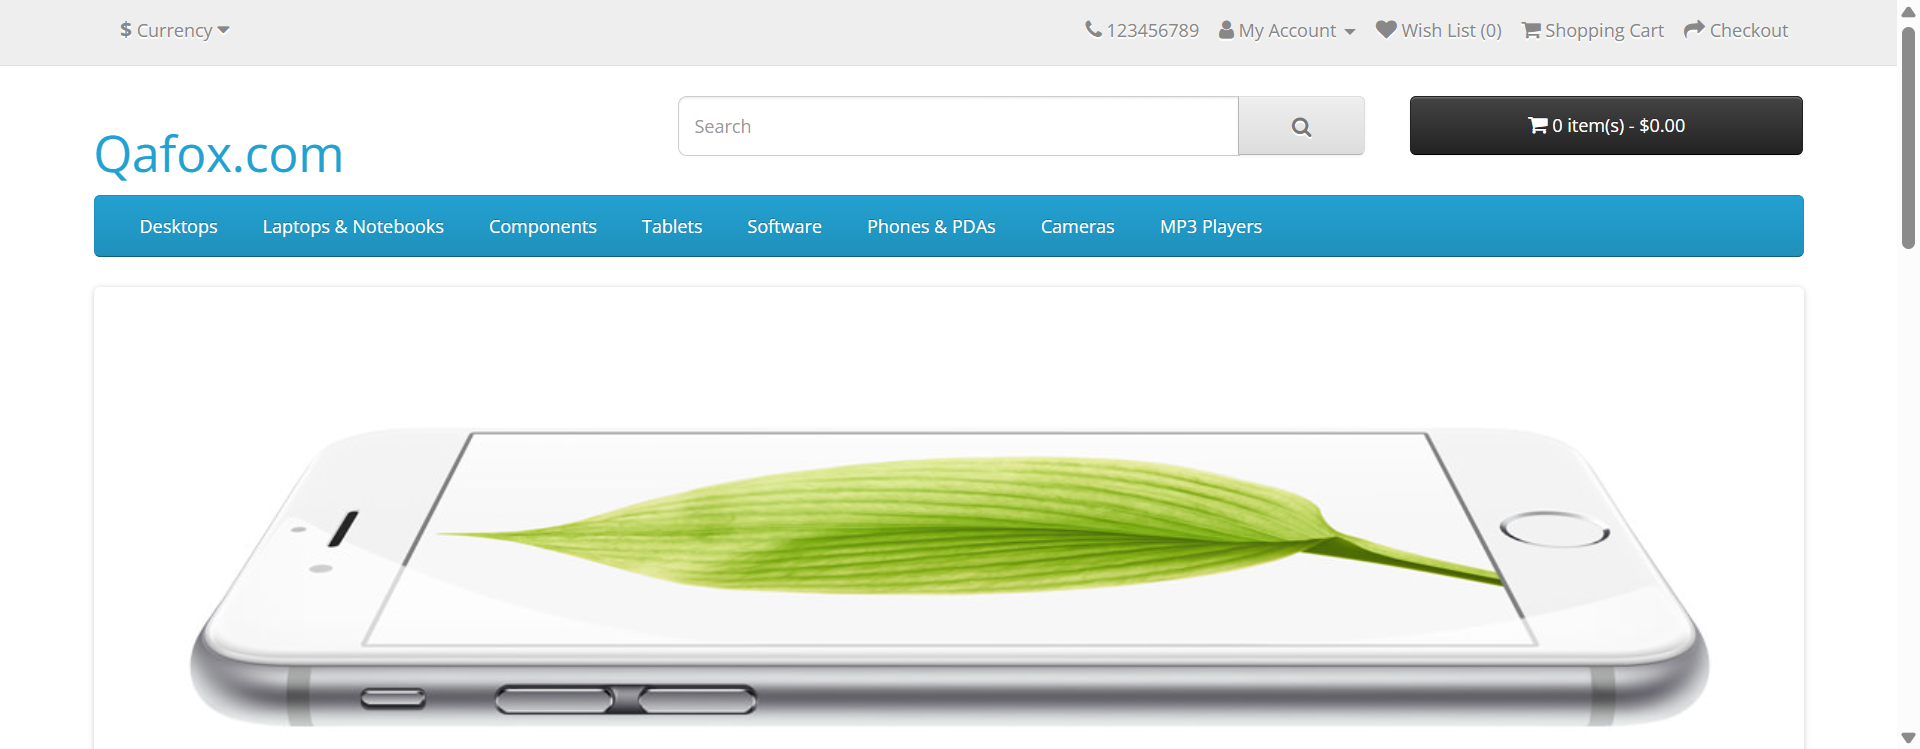 $ Currency 123456789 My Account Wish List (0) Shopping Cart Checkout
Qafox.com
Search
0 item(s) - $0.00
Desktops Laptops & Notebooks Components Tablets Software Phones & PDAs Cameras MP3 Players